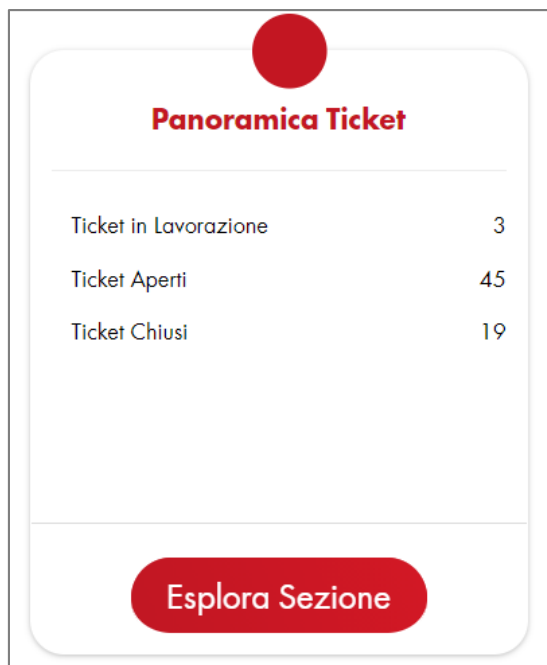 Panoramica Ticket
Ticket in Lavorazione 3
Ticket Aperti 45
Ticket Chiusi 19
Esplora Sezione